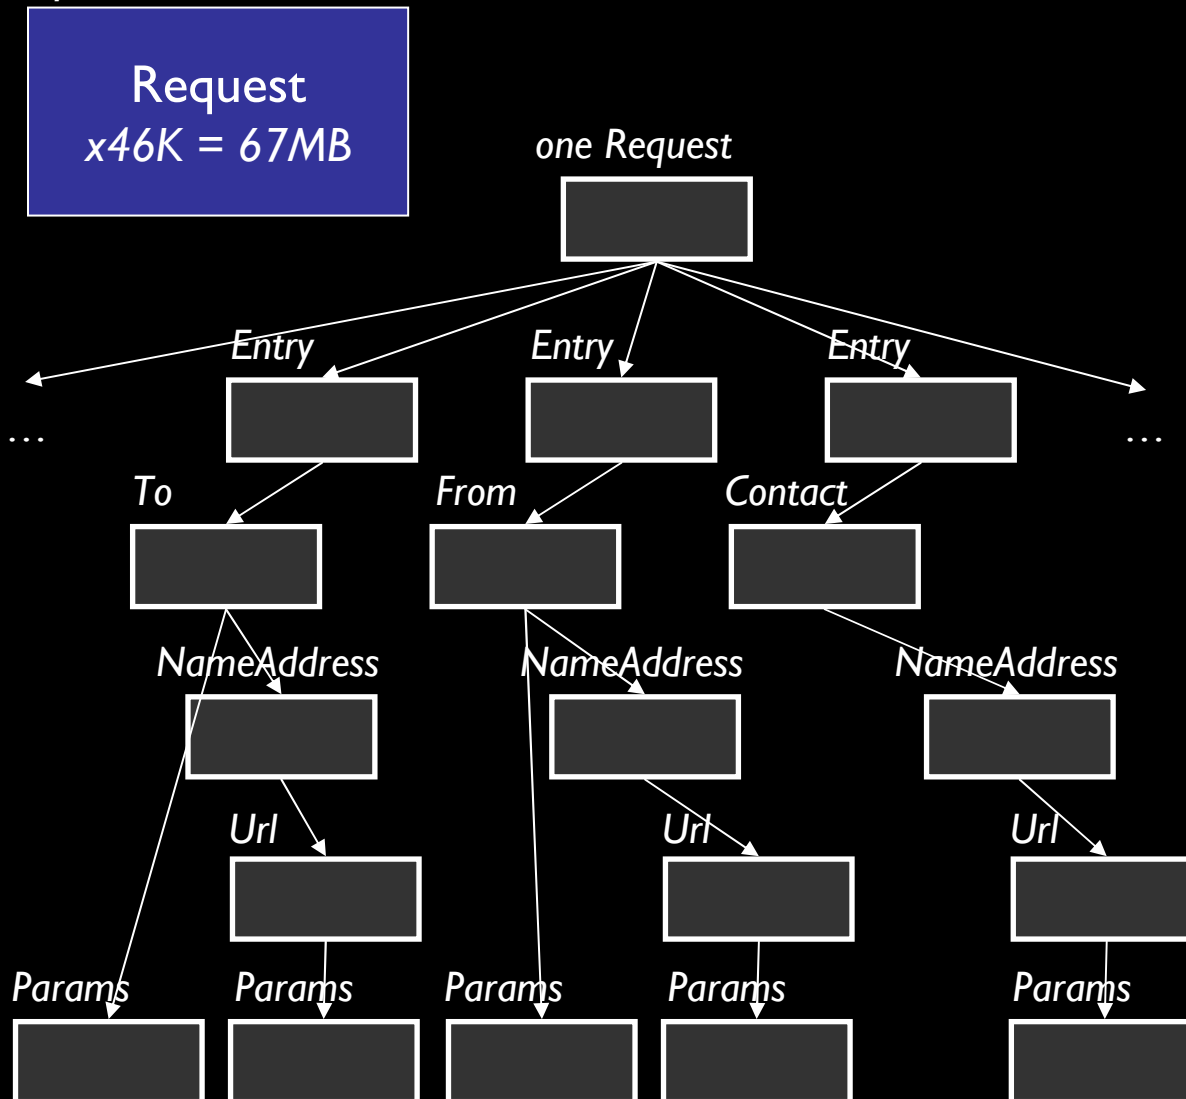 Request
x46K = 67MB
one Request
Entry Entry Entry
… …
To From Contact
NameAddress NameAddress NameAddress
Url Url Url
Params Params Params Params Params